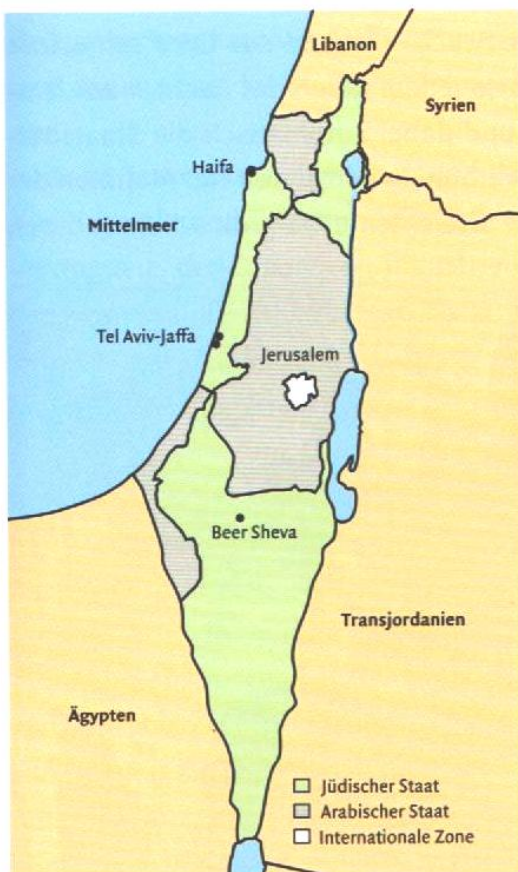 Libanon
Syrien
Haifa
Mittelmeer
Tel Aviv-Jaffa
Jerusalem
Beer Sheva
Transjordanien
Ägypten
Jüdischer Staat
Arabischer Staat
Internationale Zone